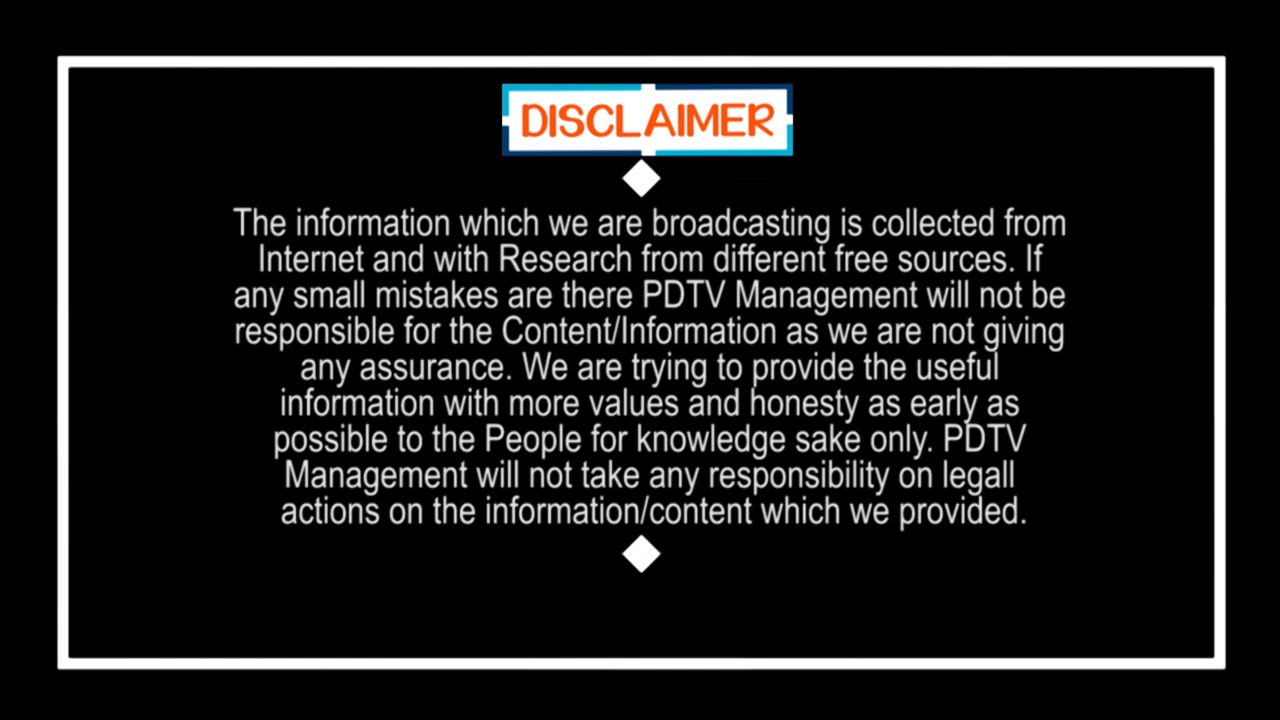 DISCLAIMER
The information which we are broadcasting is collected from
Internet and with Research from different free sources. If
any small mistakes are there PDTV Management will not be
responsible for the Content/Information as we are not giving
any assurance. We are trying to provide the useful
information with more values and honesty as early as
possible to the People for knowledge sake only. PDTV
Management will not take any responsibility on legall
actions on the information/content which we provided.